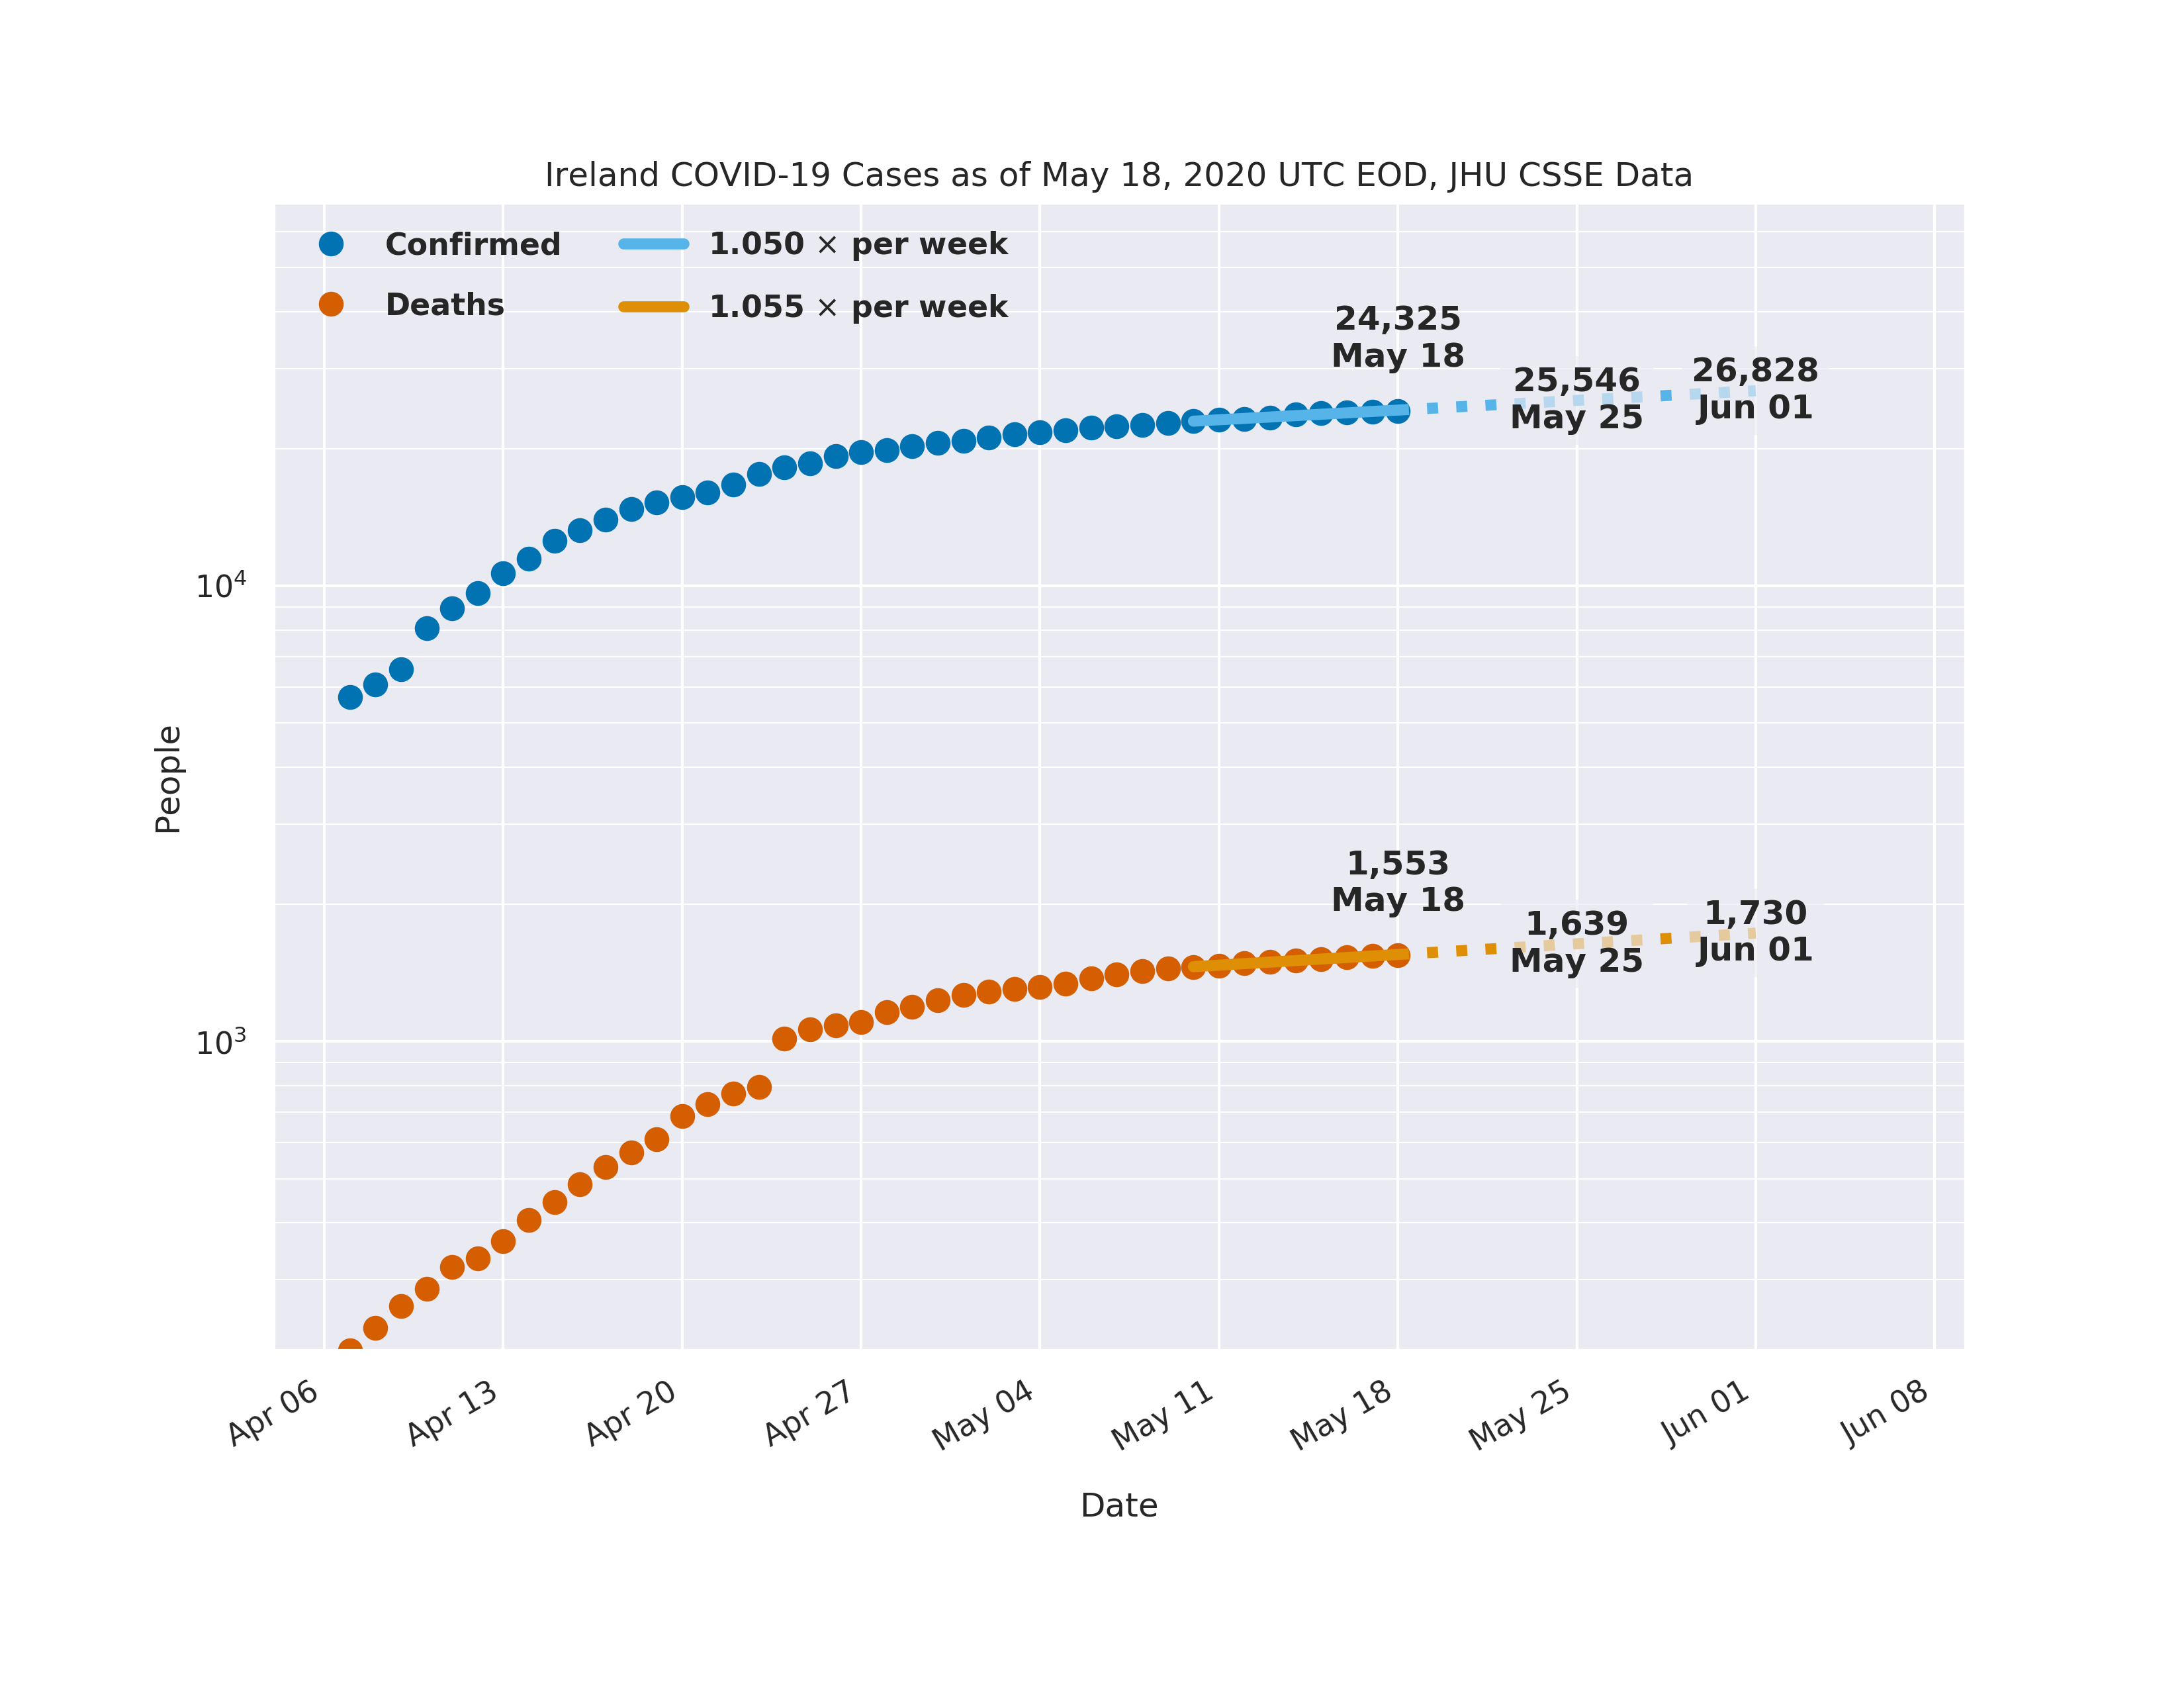 Ireland COVID-19 Cases as of May 18, 2020 UTC EOD, JHU CSSE Data
Confirmed
Deaths
1.050 × per week
1.055 × per week
24,325
May 18
25,546
May 25
26,828
Jun 01
1,553
May 18
1,639
May 25
1,730
Jun 01
10⁴
10³
People
Apr 06
Apr 13
Apr 20
Apr 27
May 04
May 11
May 18
May 25
Jun 01
Jun 08
Date